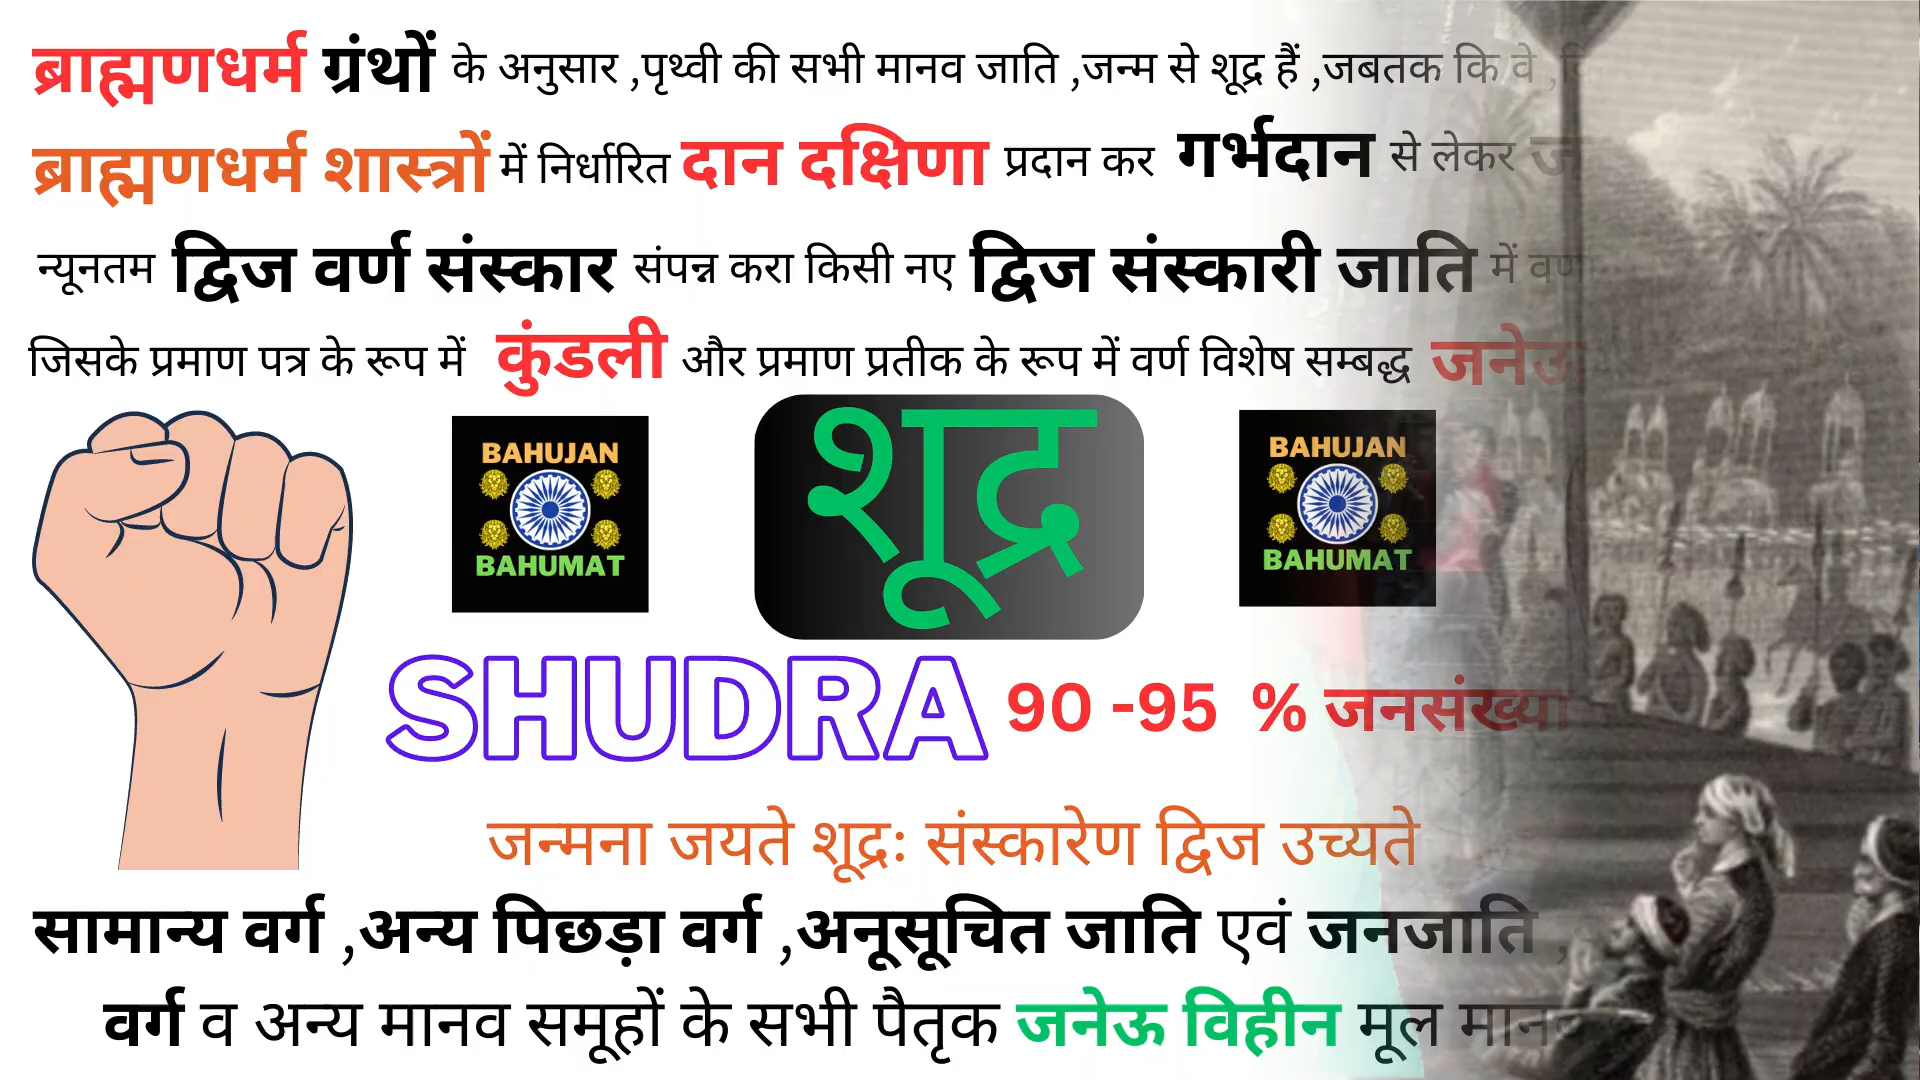 ब्राह्मणधर्म ग्रंथों के अनुसार ,पृथ्वी की सभी मानव जाति ,जन्म से शूद्र हैं ,जबतक कि वे ,
ब्राह्मणधर्म शास्त्रों में निर्धारित दान दक्षिणा प्रदान कर गर्भदान से लेकर
न्यूनतम द्विज वर्ण संस्कार संपन्न करा किसी नए द्विज संस्कारी जाति में
जिसके प्रमाण पत्र के रूप में कुंडली और प्रमाण प्रतीक के रूप में वर्ण विशेष सम्बद्ध जनेऊ
BAHUJAN
BAHUMAT
शूद्र
BAHUJAN
BAHUMAT
SHUDRA 90 -95 % जनसंख्या
जन्मना जयते शूद्रः संस्कारेण द्विज उच्यते
सामान्य वर्ग ,अन्य पिछड़ा वर्ग ,अनूसूचित जाति एवं जनजाति ,
वर्ग व अन्य मानव समूहों के सभी पैतृक जनेऊ विहीन मूल